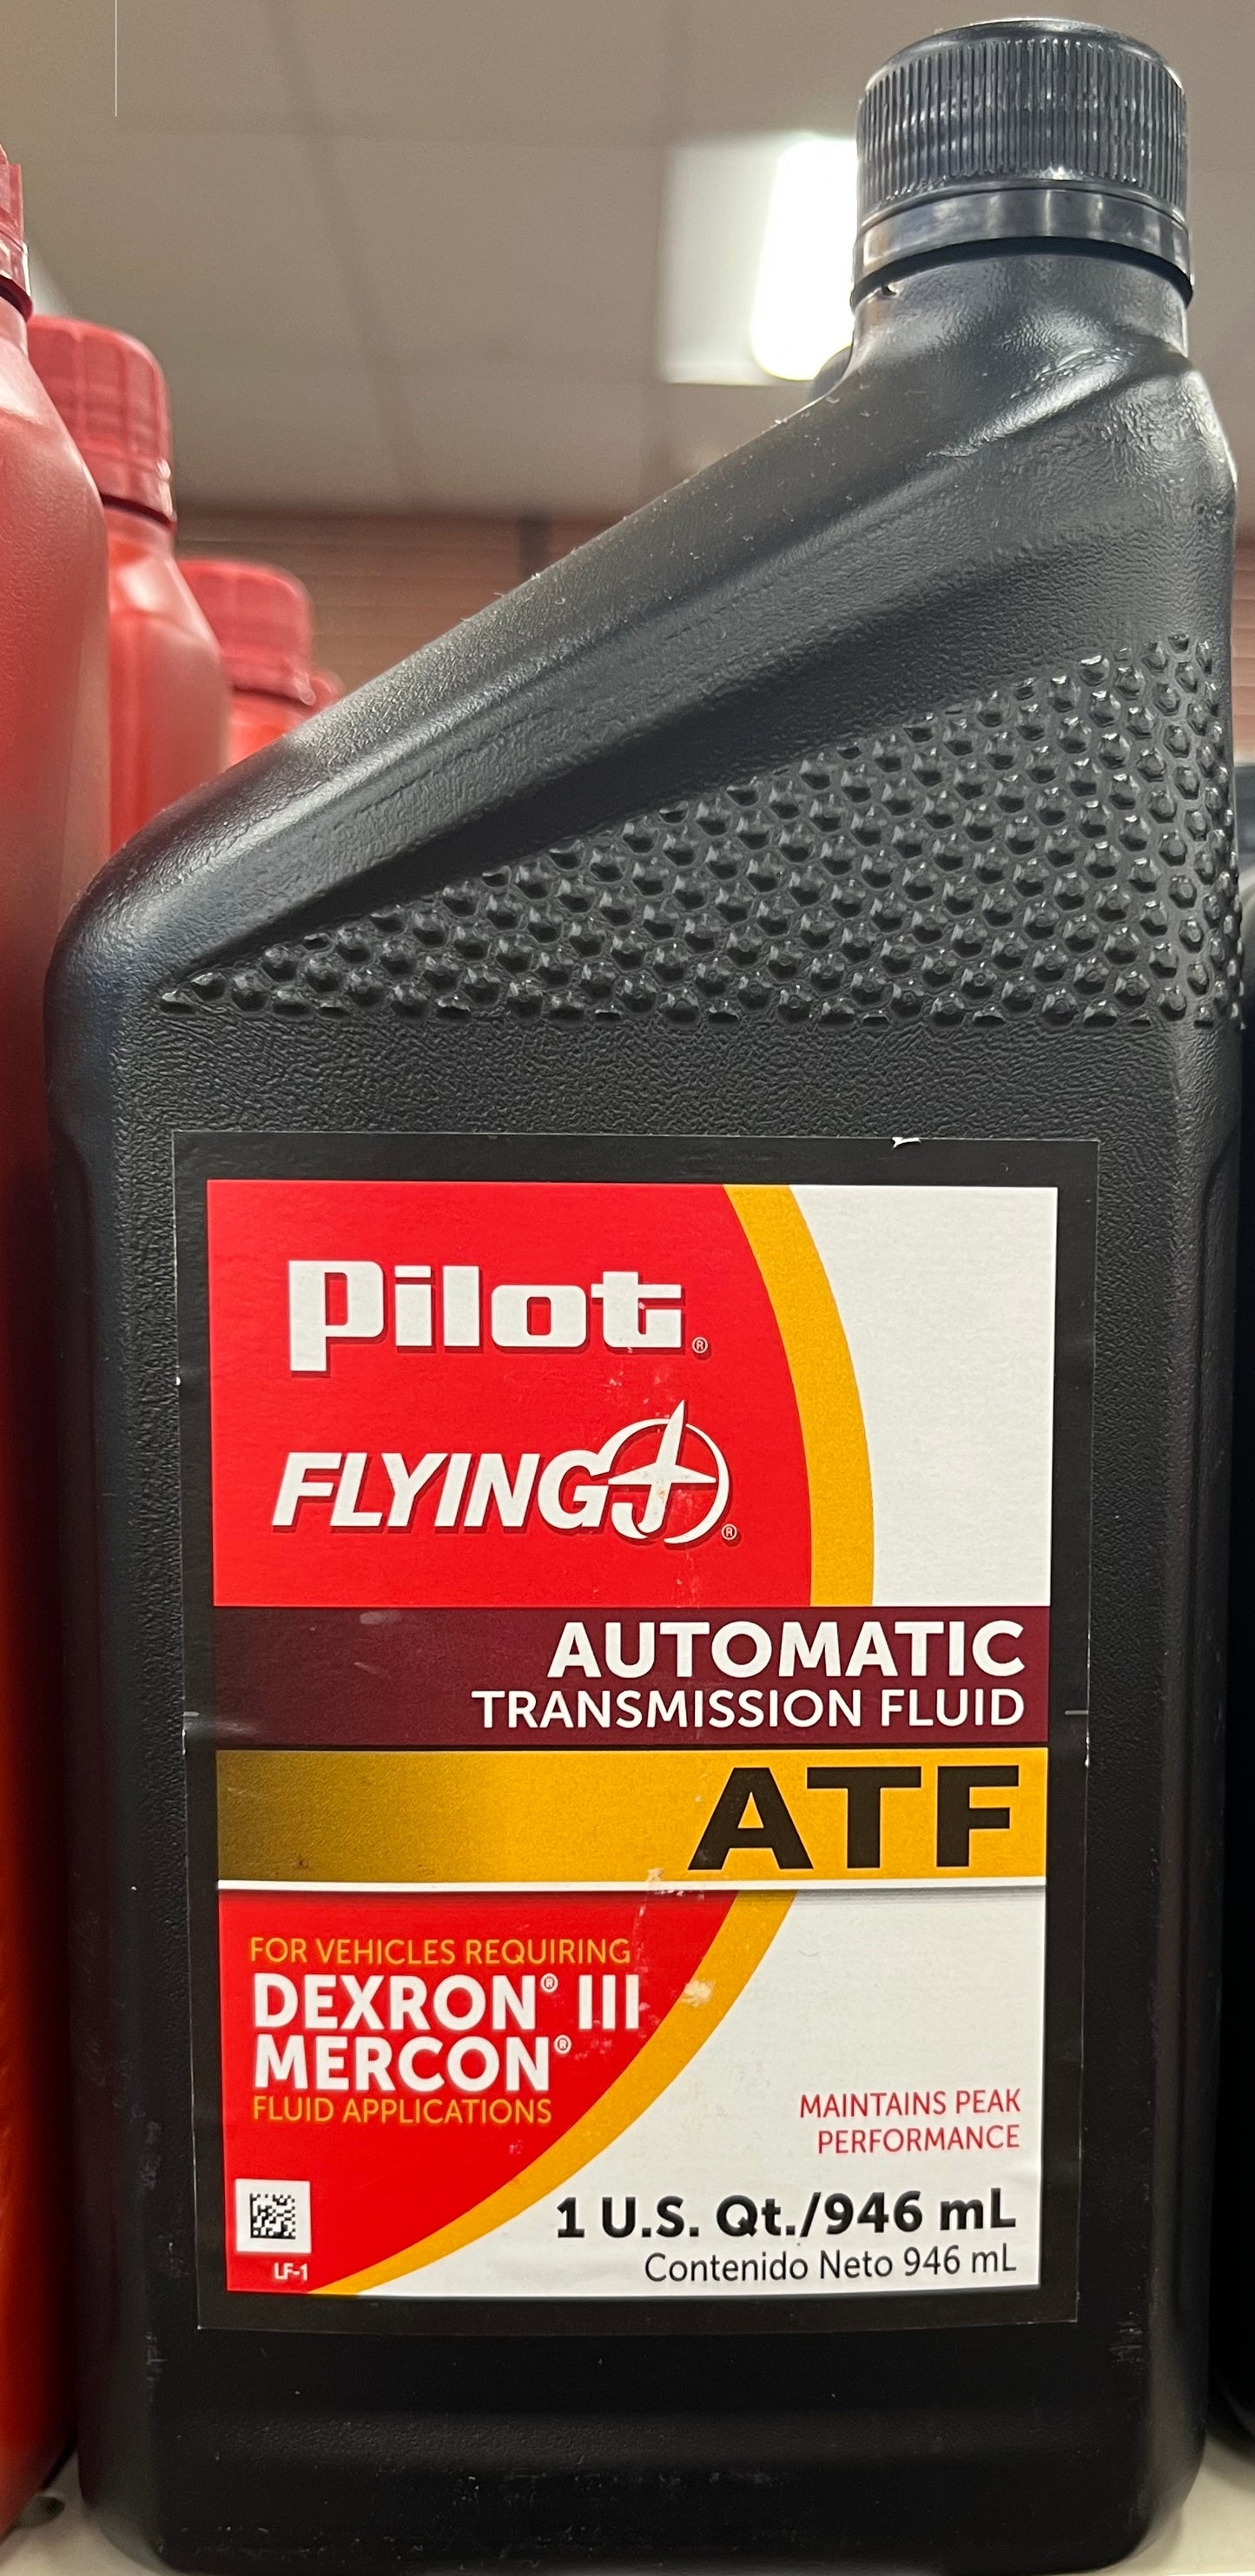 Pilot®
FLYING J®
AUTOMATIC
TRANSMISSION FLUID
ATF
FOR VEHICLES REQUIRING
DEXRON® III
MERCON®
FLUID APPLICATIONS
MAINTAINS PEAK
PERFORMANCE
1 U.S. Qt./946 mL
Contenido Neto 946 mL
LF-1